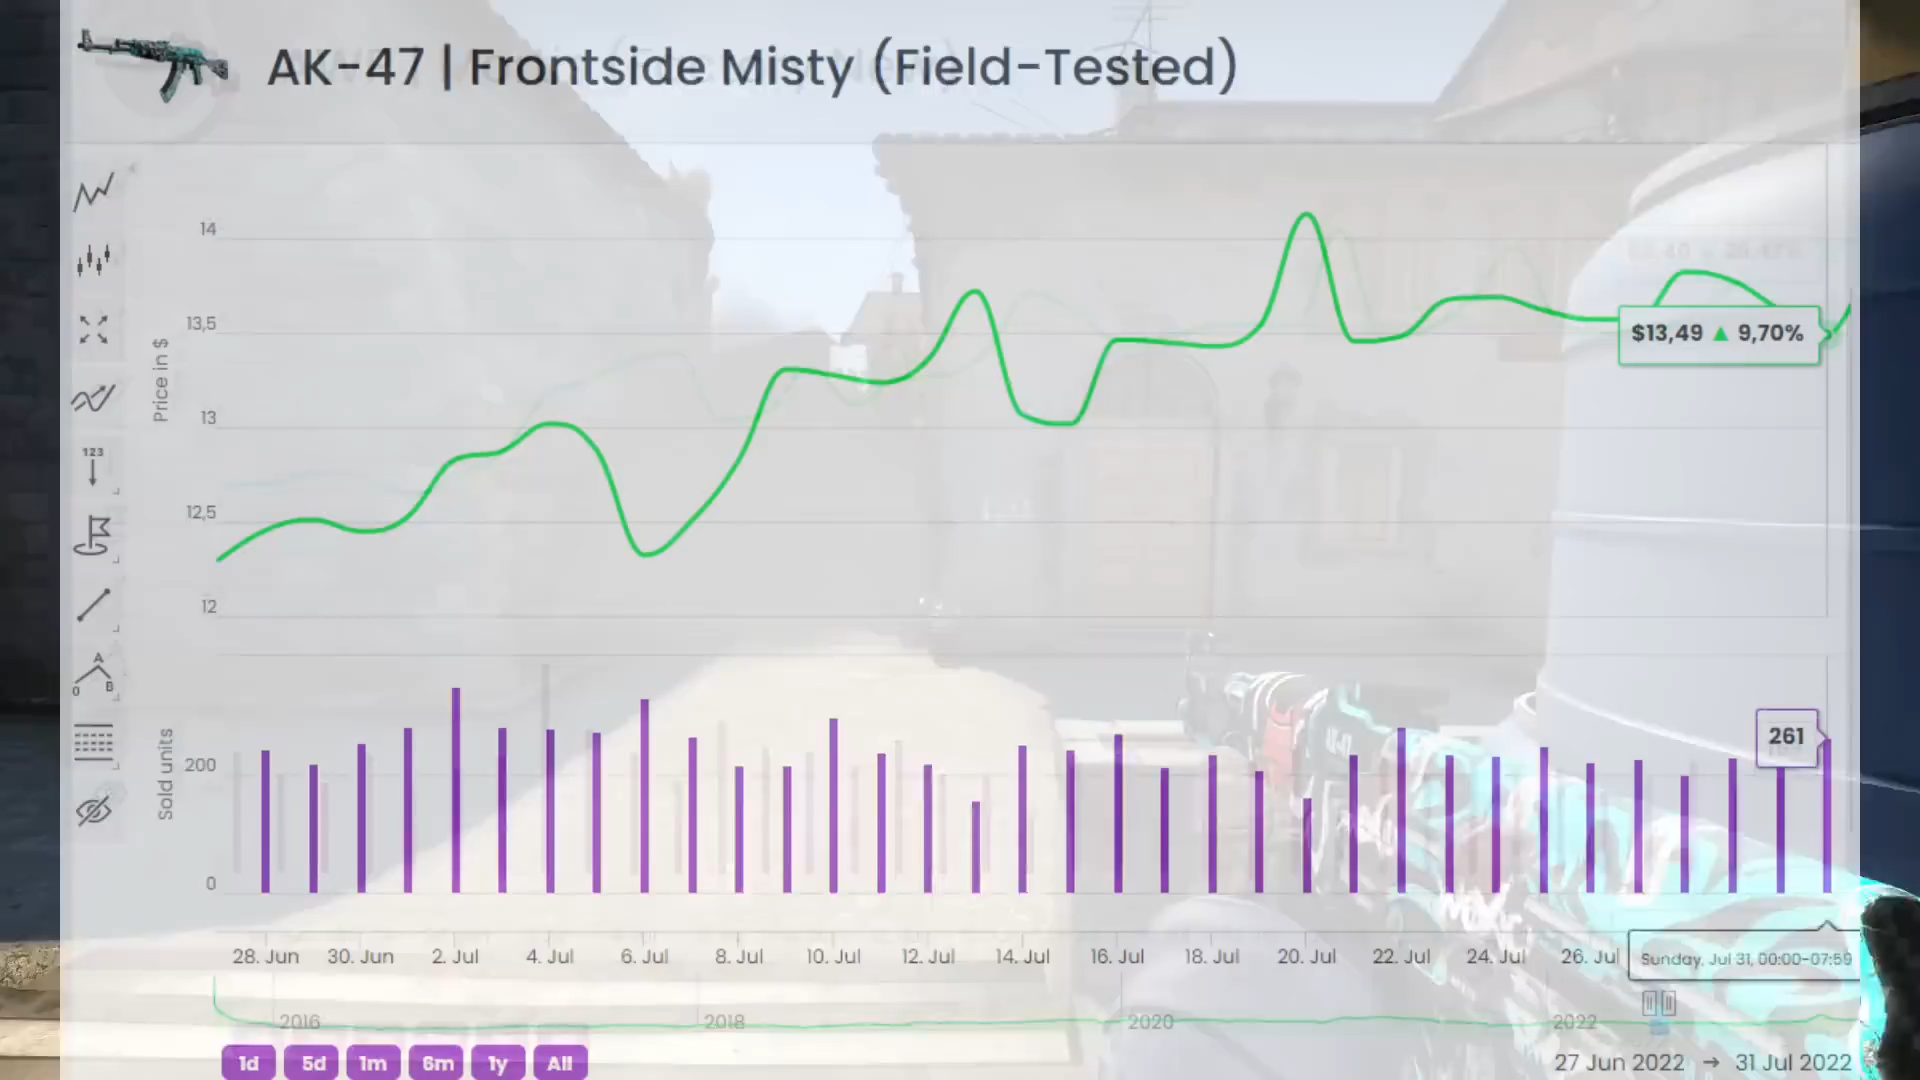 AK-47 | Frontside Misty (Field-Tested)
14
13,5
13
12,5
12
Price in $
$13,49 ▲ 9,70%
123
A
0 B
Sold units
200
0
261
28. Jun 30. Jun 2. Jul 4. Jul 6. Jul 8. Jul 10. Jul 12. Jul 14. Jul 16. Jul 18. Jul 20. Jul 22. Jul 24. Jul 26. Jul
Sunday, Jul 31, 00:00-07:59
2016 2018 2020 2022
1d 5d 1m 6m 1y All
27 Jun 2022 → 31 Jul 2022